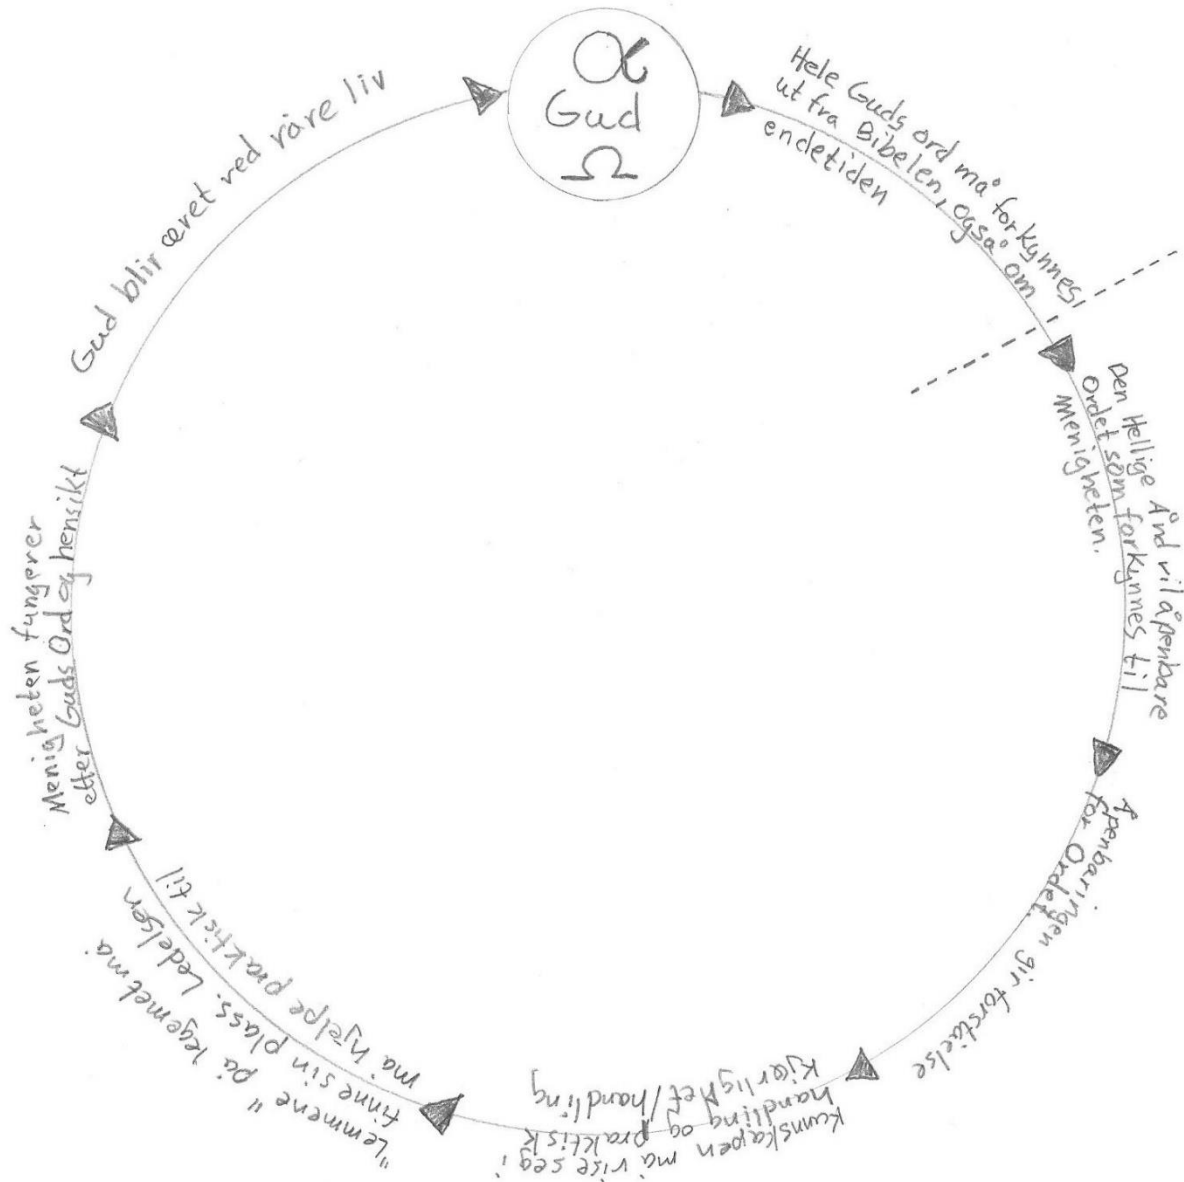 α
Gud
Ω
Hele Guds ord må forkynnes,
ut fra Bibelen, også om
endetiden
Den Hellige Ånd vil åpenbare
Ordet som forkynnes til
menigheten.
Åpenbaringen gir forståelse
for Ordet.
Kunnskapen må vise seg i
handling og praktisk
kjærlighet/handling
"Lemmene" på legemet må
finne sin plass. Ledelsen
må hjelpe praktisk til
Menigheten fungerer
etter Guds Ord og hensikt
Gud blir æret ved våre liv